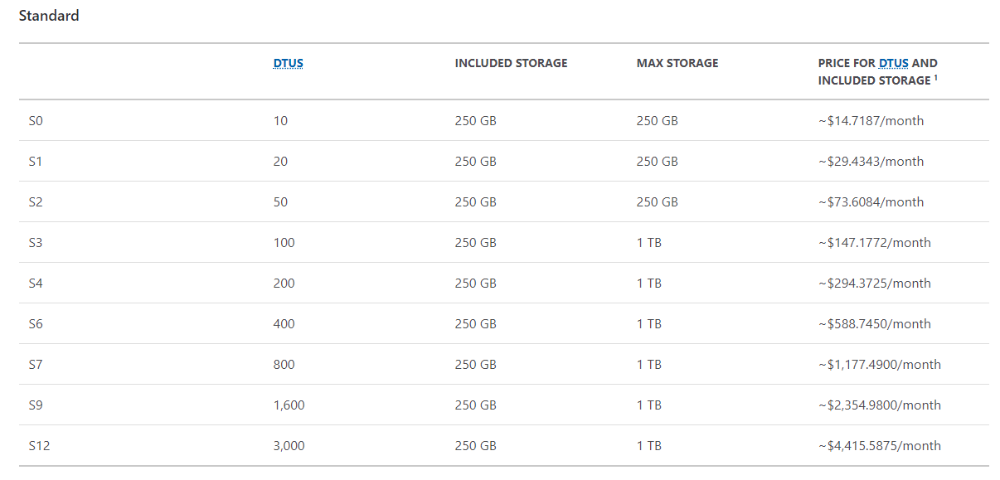 Standard
DTUS INCLUDED STORAGE MAX STORAGE PRICE FOR DTUS AND
INCLUDED STORAGE 1
S0 10 250 GB 250 GB ~$14.7187/month
S1 20 250 GB 250 GB ~$29.4343/month
S2 50 250 GB 250 GB ~$73.6084/month
S3 100 250 GB 1 TB ~$147.1772/month
S4 200 250 GB 1 TB ~$294.3725/month
S6 400 250 GB 1 TB ~$588.7450/month
S7 800 250 GB 1 TB ~$1,177.4900/month
S9 1,600 250 GB 1 TB ~$2,354.9800/month
S12 3,000 250 GB 1 TB ~$4,415.5875/month